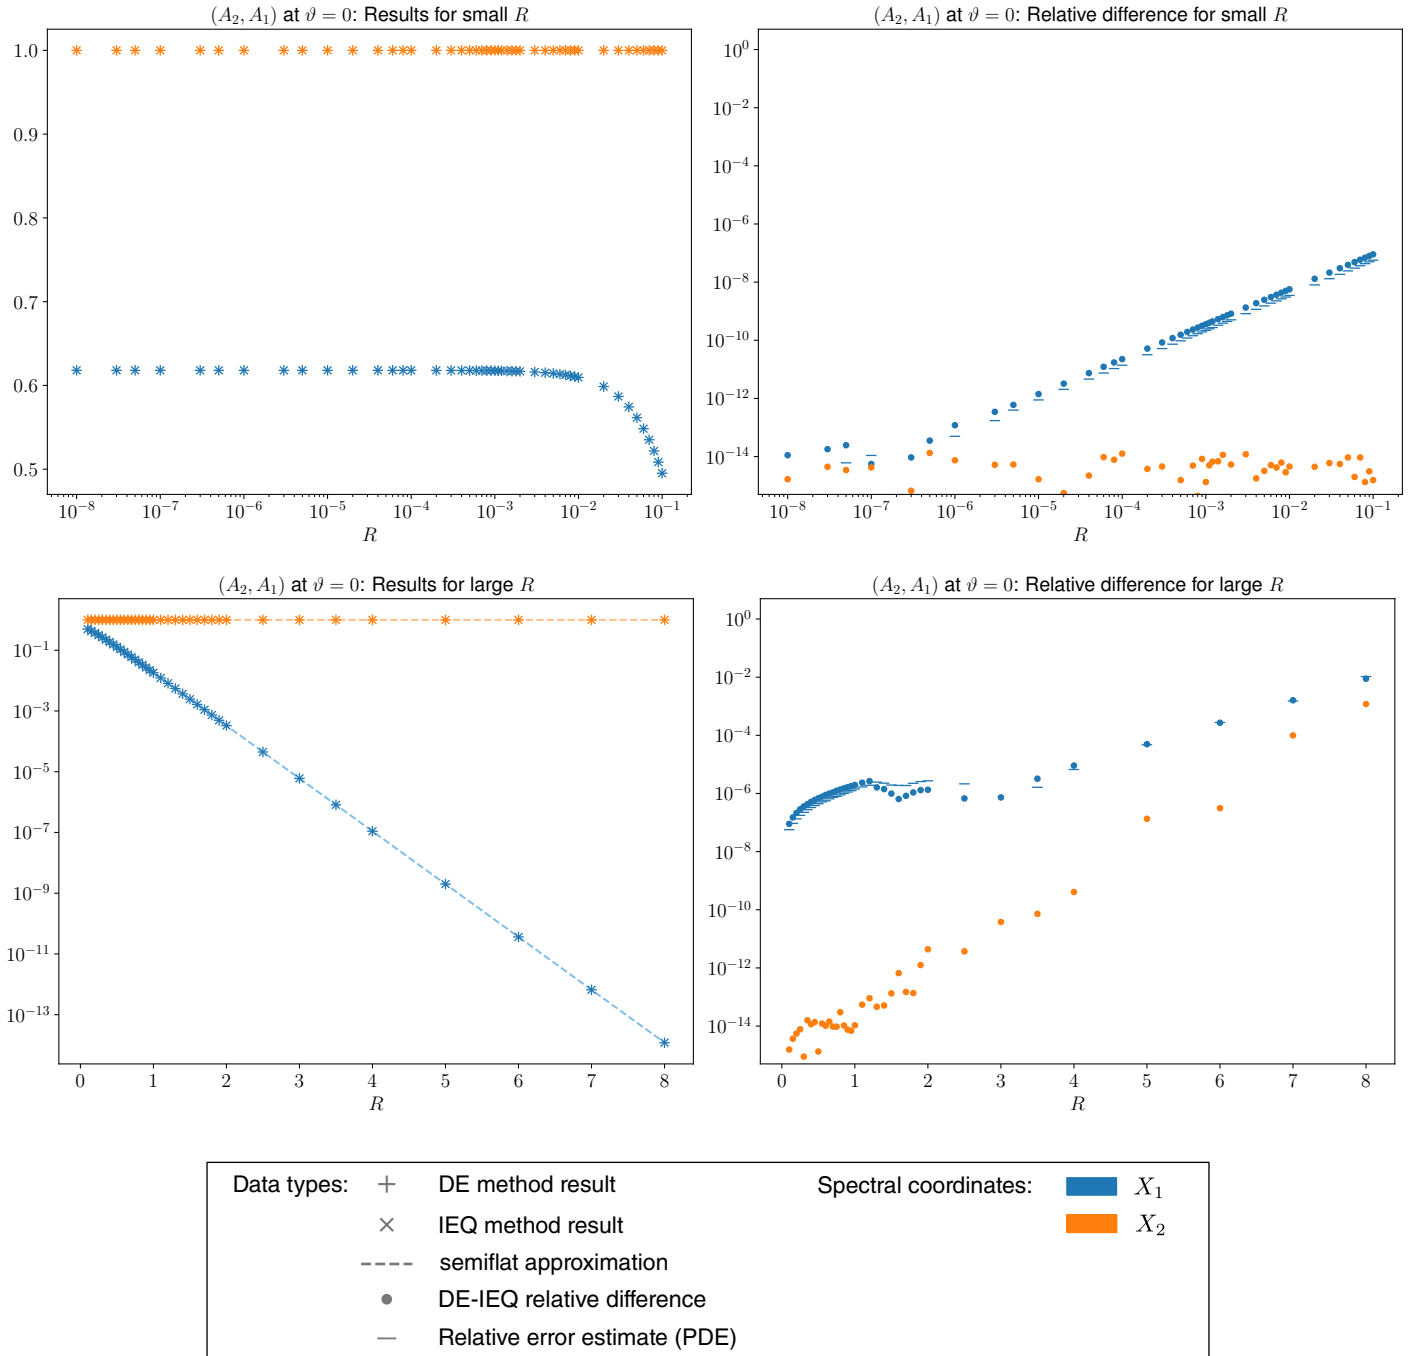 (A₂, A₁) at ϑ = 0: Results for small R
1.0
0.9
0.8
0.7
0.6
0.5
10⁻⁸ 10⁻⁷ 10⁻⁶ 10⁻⁵ 10⁻⁴ 10⁻³ 10⁻² 10⁻¹
R
(A₂, A₁) at ϑ = 0: Relative difference for small R
10⁰
10⁻²
10⁻⁴
10⁻⁶
10⁻⁸
10⁻¹⁰
10⁻¹²
10⁻¹⁴
10⁻⁸ 10⁻⁷ 10⁻⁶ 10⁻⁵ 10⁻⁴ 10⁻³ 10⁻² 10⁻¹
R
(A₂, A₁) at ϑ = 0: Results for large R
10⁻¹
10⁻³
10⁻⁵
10⁻⁷
10⁻⁹
10⁻¹¹
10⁻¹³
0 1 2 3 4 5 6 7 8
R
(A₂, A₁) at ϑ = 0: Relative difference for large R
10⁰
10⁻²
10⁻⁴
10⁻⁶
10⁻⁸
10⁻¹⁰
10⁻¹²
10⁻¹⁴
0 1 2 3 4 5 6 7 8
R
Data types:
DE method result
IEQ method result
semiflat approximation
DE-IEQ relative difference
Relative error estimate (PDE)
Spectral coordinates:
X₁
X₂